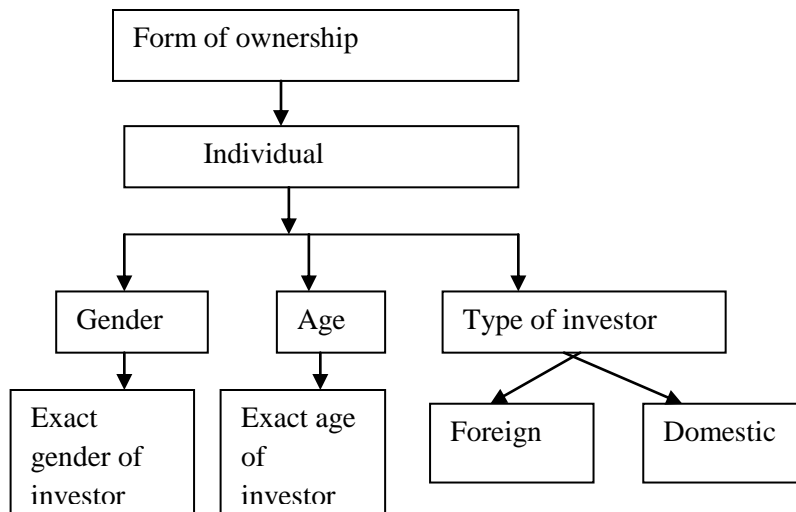 Form of ownership
Individual
Gender
Age
Type of investor
Exact
gender of
investor
Exact age
of
investor
Foreign
Domestic